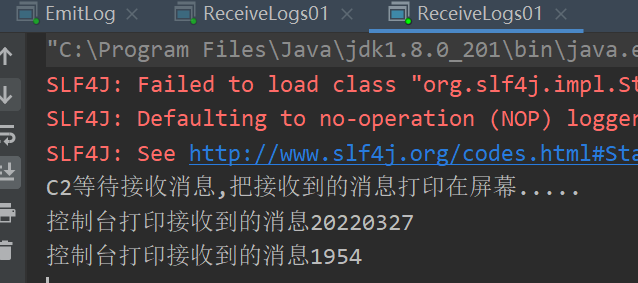 EmitLog × ReceiveLogs01 × ReceiveLogs01 ×
"C:\Program Files\Java\jdk1.8.0_201\bin\java.e
SLF4J: Failed to load class "org.slf4j.impl.St
SLF4J: Defaulting to no-operation (NOP) logger
SLF4J: See http://www.slf4j.org/codes.html#Sta
C2等待接收消息,把接收到的消息打印在屏幕.....
控制台打印接收到的消息20220327
控制台打印接收到的消息1954